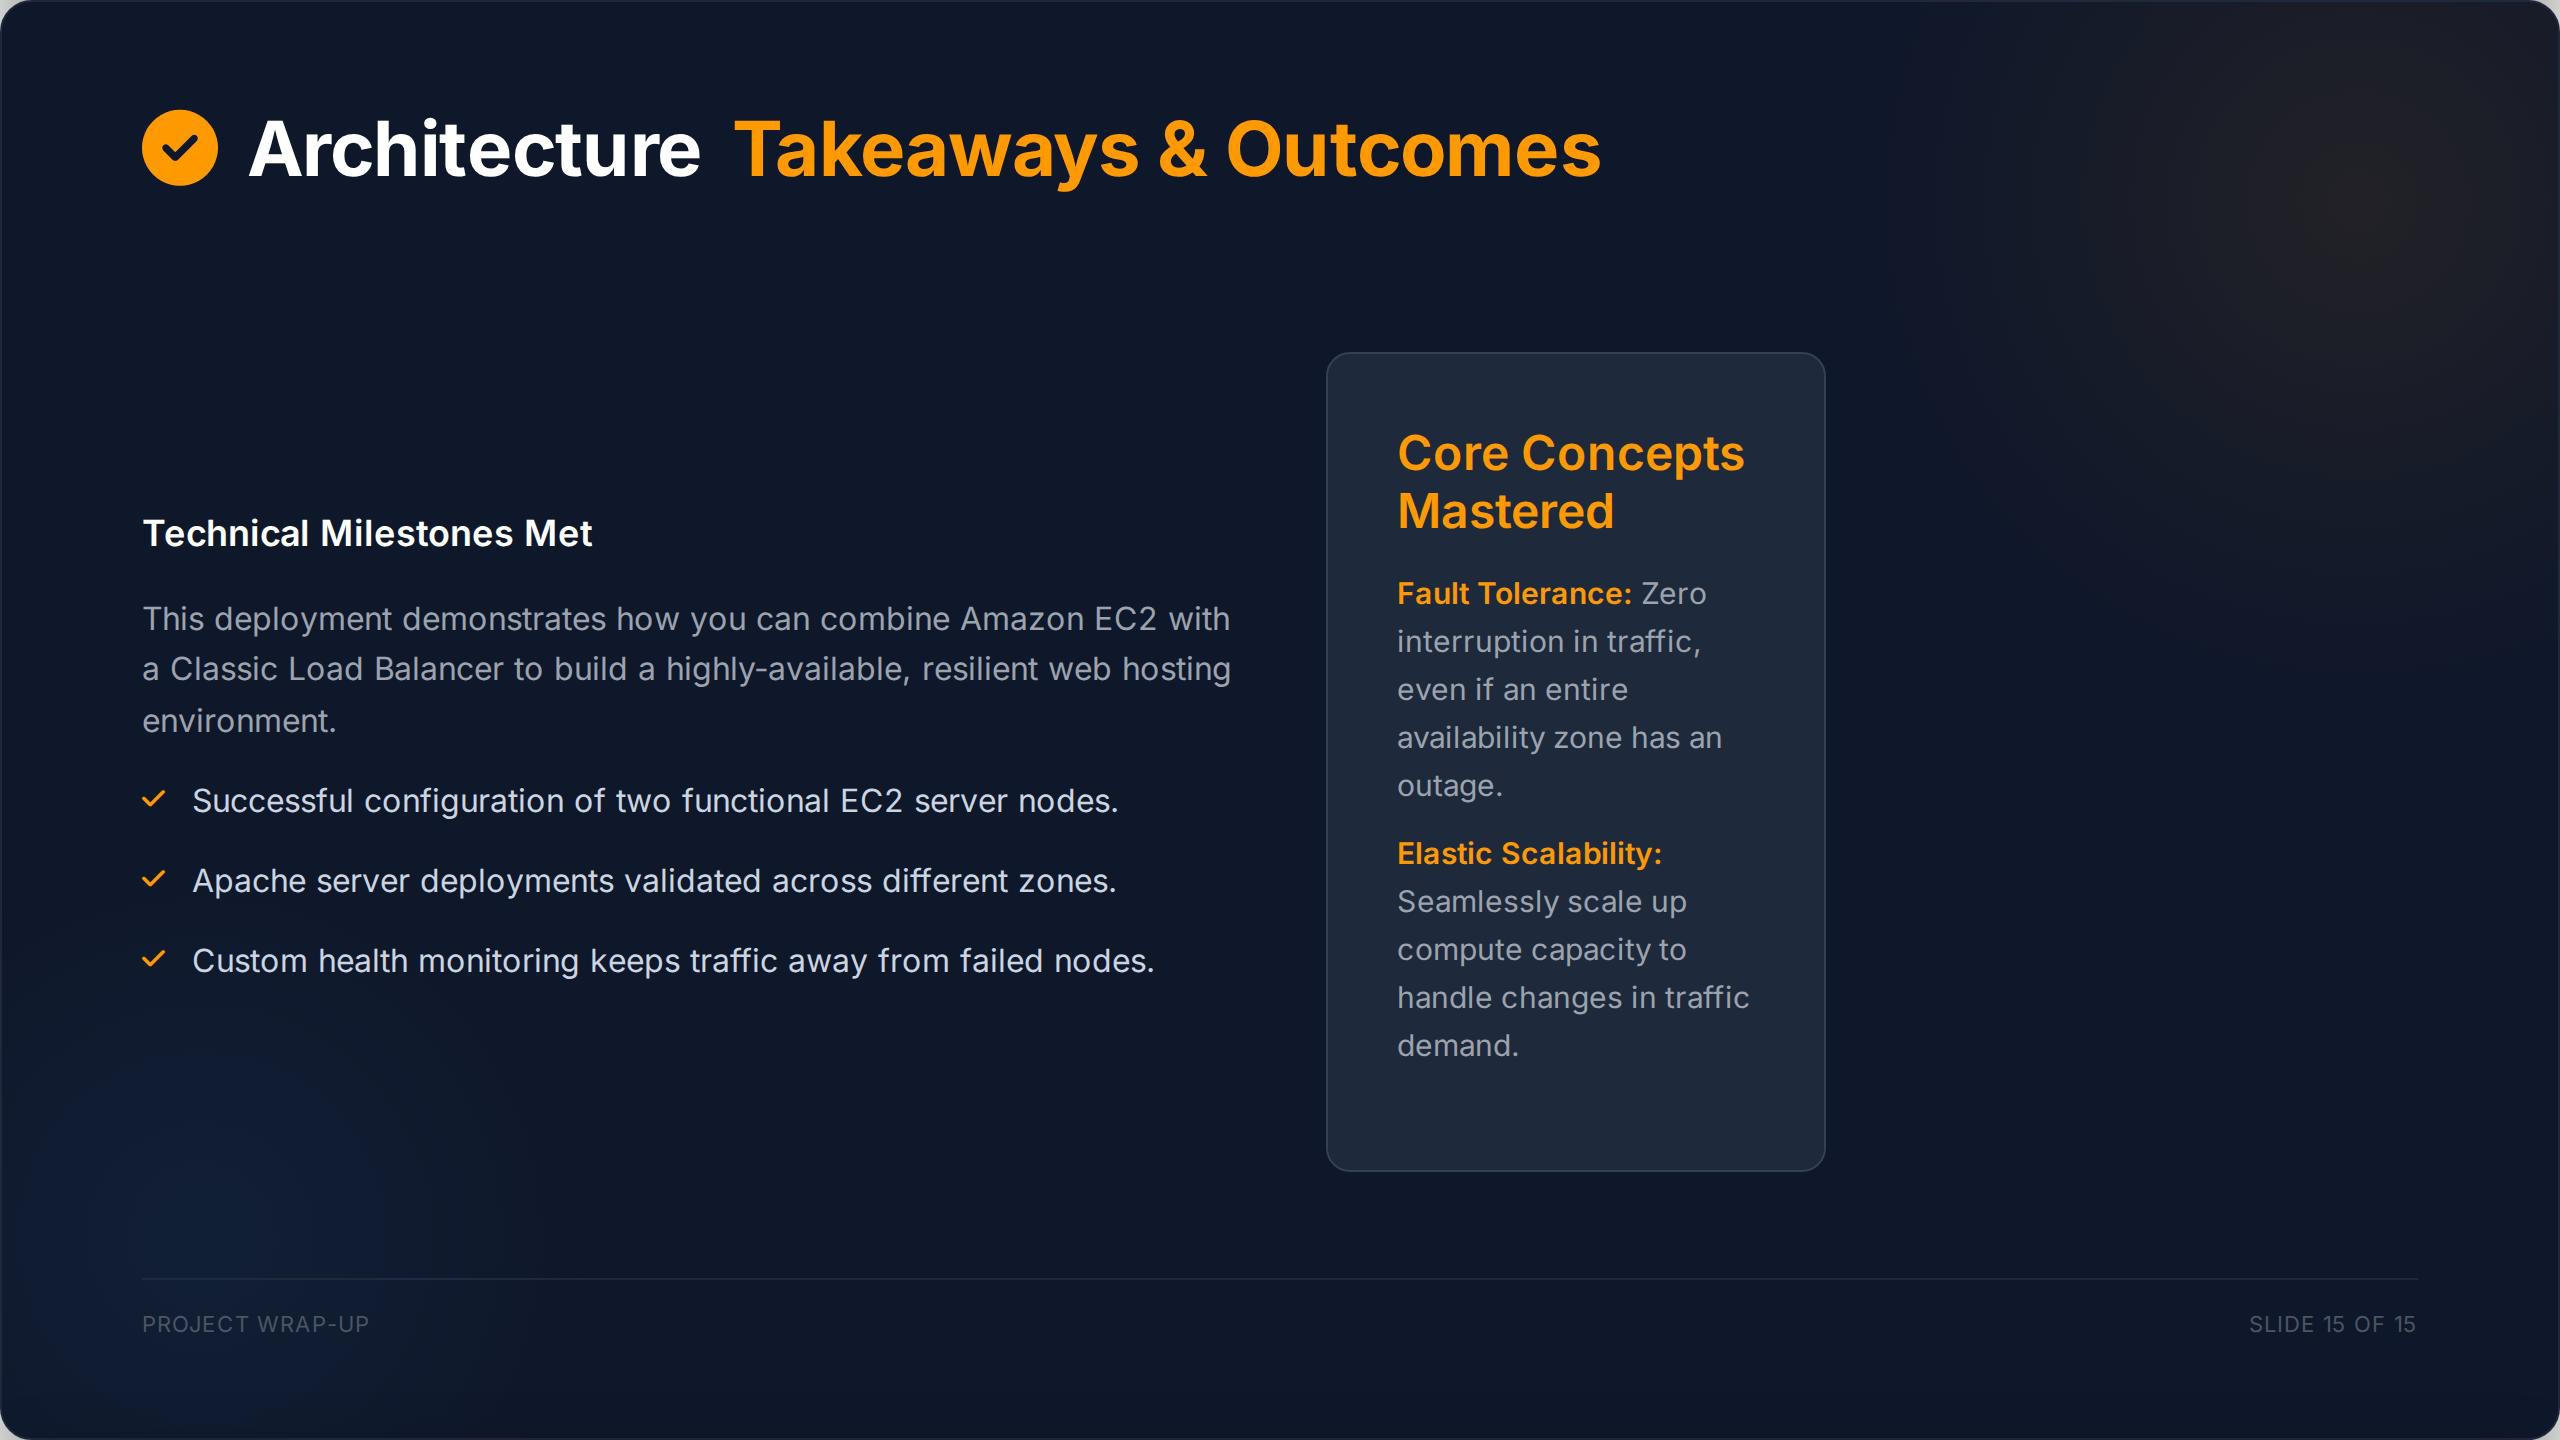 Architecture Takeaways & Outcomes
Technical Milestones Met
This deployment demonstrates how you can combine Amazon EC2 with
a Classic Load Balancer to build a highly-available, resilient web hosting
environment.
Successful configuration of two functional EC2 server nodes.
Apache server deployments validated across different zones.
Custom health monitoring keeps traffic away from failed nodes.
Core Concepts
Mastered
Fault Tolerance: Zero
interruption in traffic,
even if an entire
availability zone has an
outage.
Elastic Scalability:
Seamlessly scale up
compute capacity to
handle changes in traffic
demand.
PROJECT WRAP-UP
SLIDE 15 OF 15